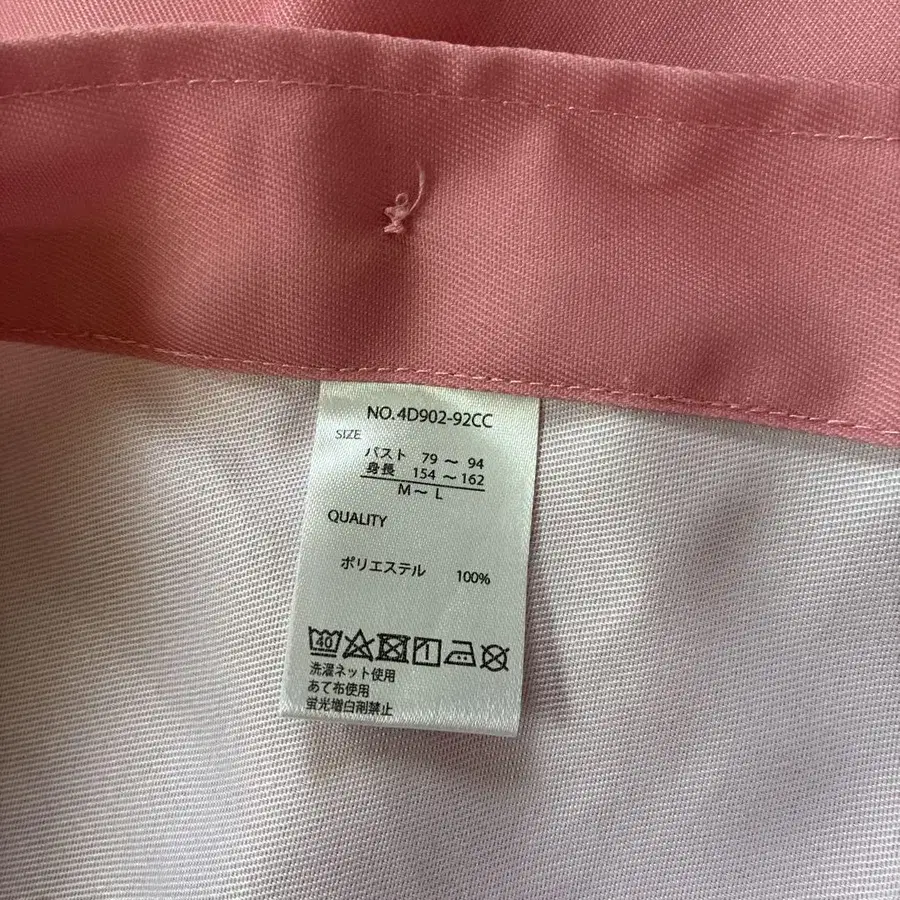 NO.4D902-92CC
SIZE
バスト 79 ～ 94
身長 154 ～ 162
M～ L
QUALITY
ポリエステル 100%
40
洗濯ネット使用
あて布使用
蛍光増白剤禁止